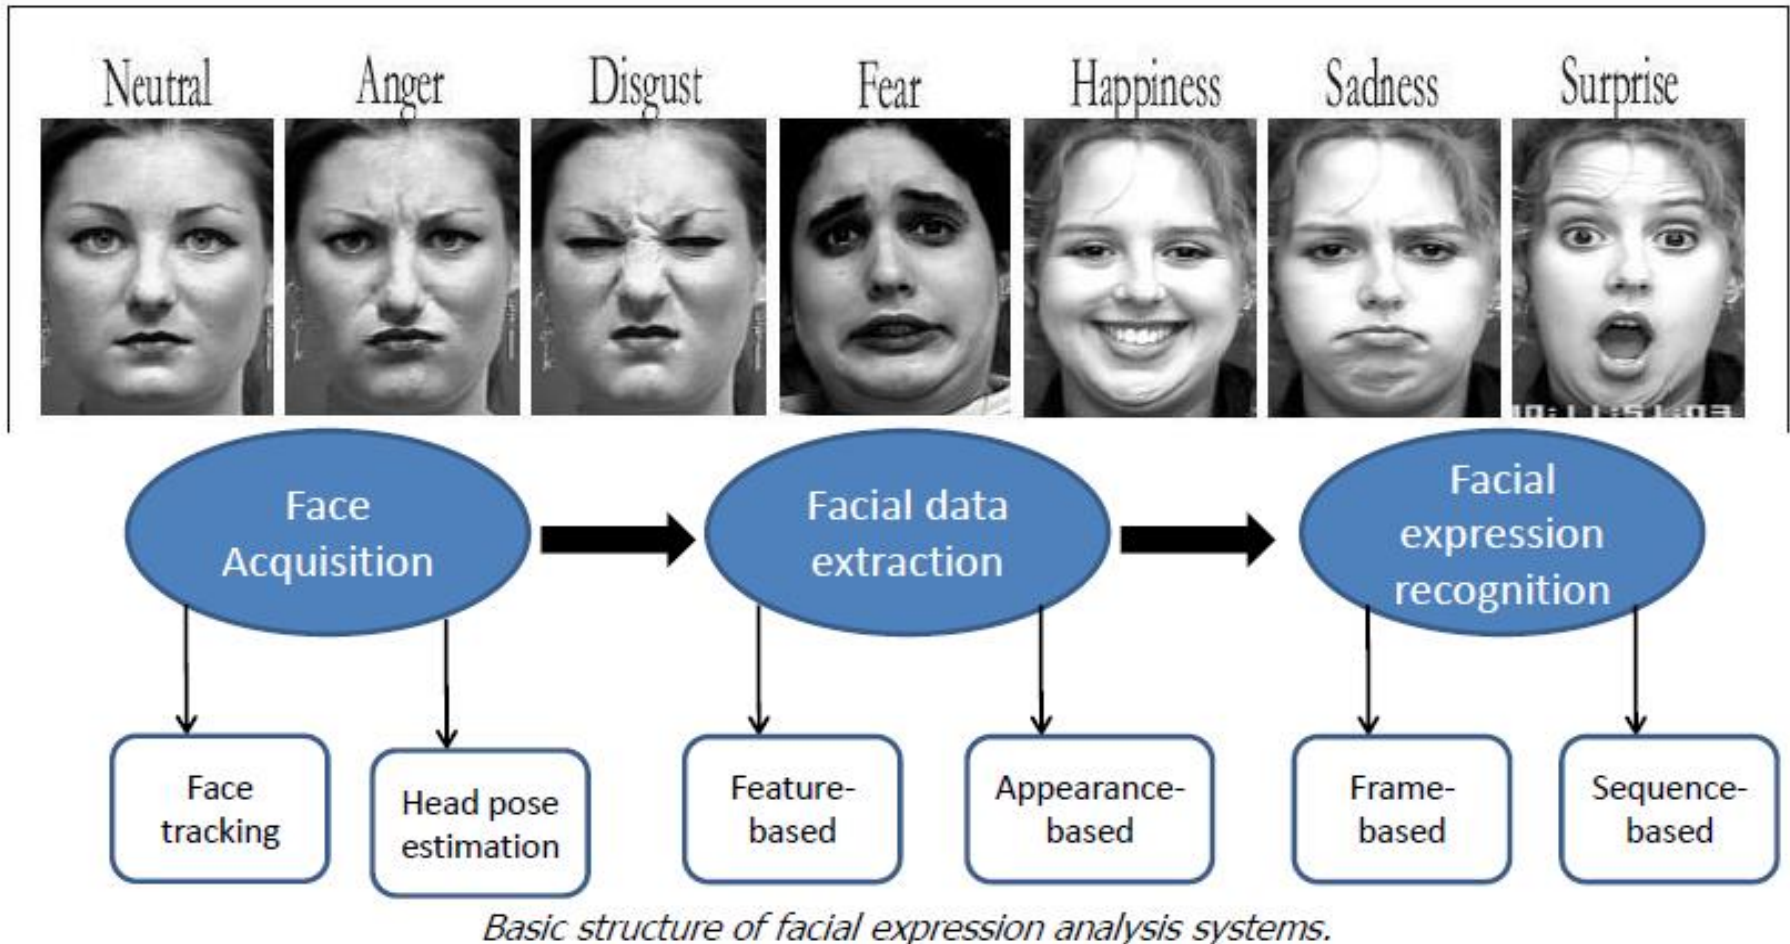 Neutral Anger Disgust Fear Happiness Sadness Surprise
Face
Acquisition
Facial data
extraction
Facial
expression
recognition
Face
tracking
Head pose
estimation
Feature-
based
Appearance-
based
Frame-
based
Sequence-
based
Basic structure of facial expression analysis systems.